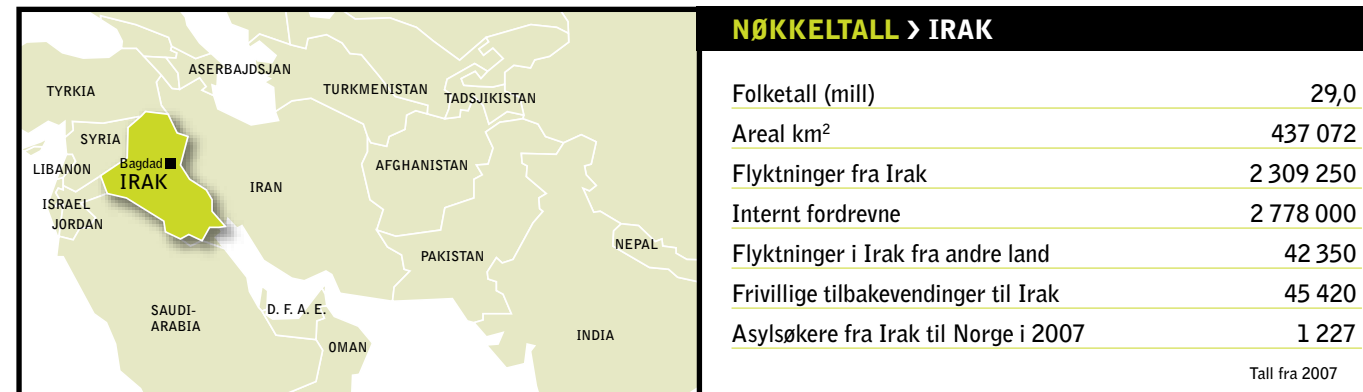 ASERBAJDSJAN
TYRKIA
TURKMENISTAN
TADSJIKISTAN
SYRIA
LIBANON
Bagdad
IRAK
AFGHANISTAN
IRAN
ISRAEL
JORDAN
NEPAL
PAKISTAN
SAUDI-
ARABIA
D. F. A. E.
OMAN
INDIA
NØKKELTALL › IRAK
Folketall (mill) 29,0
Areal km² 437 072
Flyktninger fra Irak 2 309 250
Internt fordrevne 2 778 000
Flyktninger i Irak fra andre land 42 350
Frivillige tilbakevendinger til Irak 45 420
Asylsøkere fra Irak til Norge i 2007 1 227
Tall fra 2007